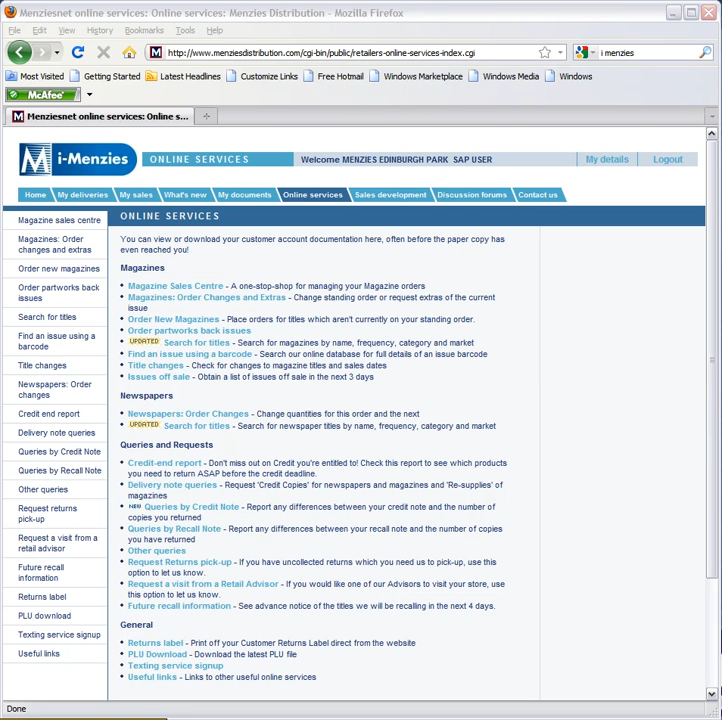 Menziesnet online services: Online services: Menzies Distribution - Mozilla Firefox
File Edit View History Bookmarks Tools Help
http://www.menziesdistribution.com/cgi-bin/public/retailers-online-services-index.cgi
i menzies
Most Visited Getting Started Latest Headlines Customize Links Free Hotmail Windows Marketplace Windows Media Windows
McAfee
M Menziesnet online services: Online s...
M i-Menzies
ONLINE SERVICES
Welcome MENZIES EDINBURGH PARK SAP USER
My details Logout
Home My deliveries My sales What's new My documents Online services Sales development Discussion forums Contact us
Magazine sales centre
Magazines: Order
changes and extras
Order new magazines
Order partworks back
issues
Search for titles
Find an issue using a
barcode
Title changes
Newspapers: Order
changes
Credit end report
Delivery note queries
Queries by Credit Note
Queries by Recall Note
Other queries
Request returns
pick-up
Request a visit from a
retail advisor
Future recall
information
Returns label
PLU download
Texting service signup
Useful links
ONLINE SERVICES
You can view or download your customer account documentation here, often before the paper copy has
even reached you!
Magazines
Magazine Sales Centre - A one-stop-shop for managing your Magazine orders
Magazines: Order Changes and Extras - Change standing order or request extras of the current
issue
Order New Magazines - Place orders for titles which aren't currently on your standing order.
Order partworks back issues
UPDATED Search for titles - Search for magazines by name, frequency, category and market
Find an issue using a barcode - Search our online database for full details of an issue barcode
Title changes - Check for changes to magazine titles and sales dates
Issues off sale - Obtain a list of issues off sale in the next 3 days
Newspapers
Newspapers: Order Changes - Change quantities for this order and the next
UPDATED Search for titles - Search for newspaper titles by name, frequency, category and market
Queries and Requests
Credit-end report - Don't miss out on Credit you're entitled to! Check this report to see which products
you need to return ASAP before the credit deadline.
Delivery note queries - Request 'Credit Copies' for newspapers and magazines and 'Re-supplies' of
magazines
NEW Queries by Credit Note - Report any differences between your credit note and the number of
copies you returned
Queries by Recall Note - Report any differences between your recall note and the number of copies
you have returned
Other queries
Request Returns pick-up - If you have uncollected returns which you need us to pick-up, use this
option to let us know.
Request a visit from a Retail Advisor - If you would like one of our Advisors to visit your store, use
this option to let us know.
Future recall information - See advance notice of the titles we will be recalling in the next 4 days.
General
Returns label - Print off your Customer Returns Label direct from the website
PLU Download - Download the latest PLU file
Texting service signup
Useful links - Links to other useful online services
Done